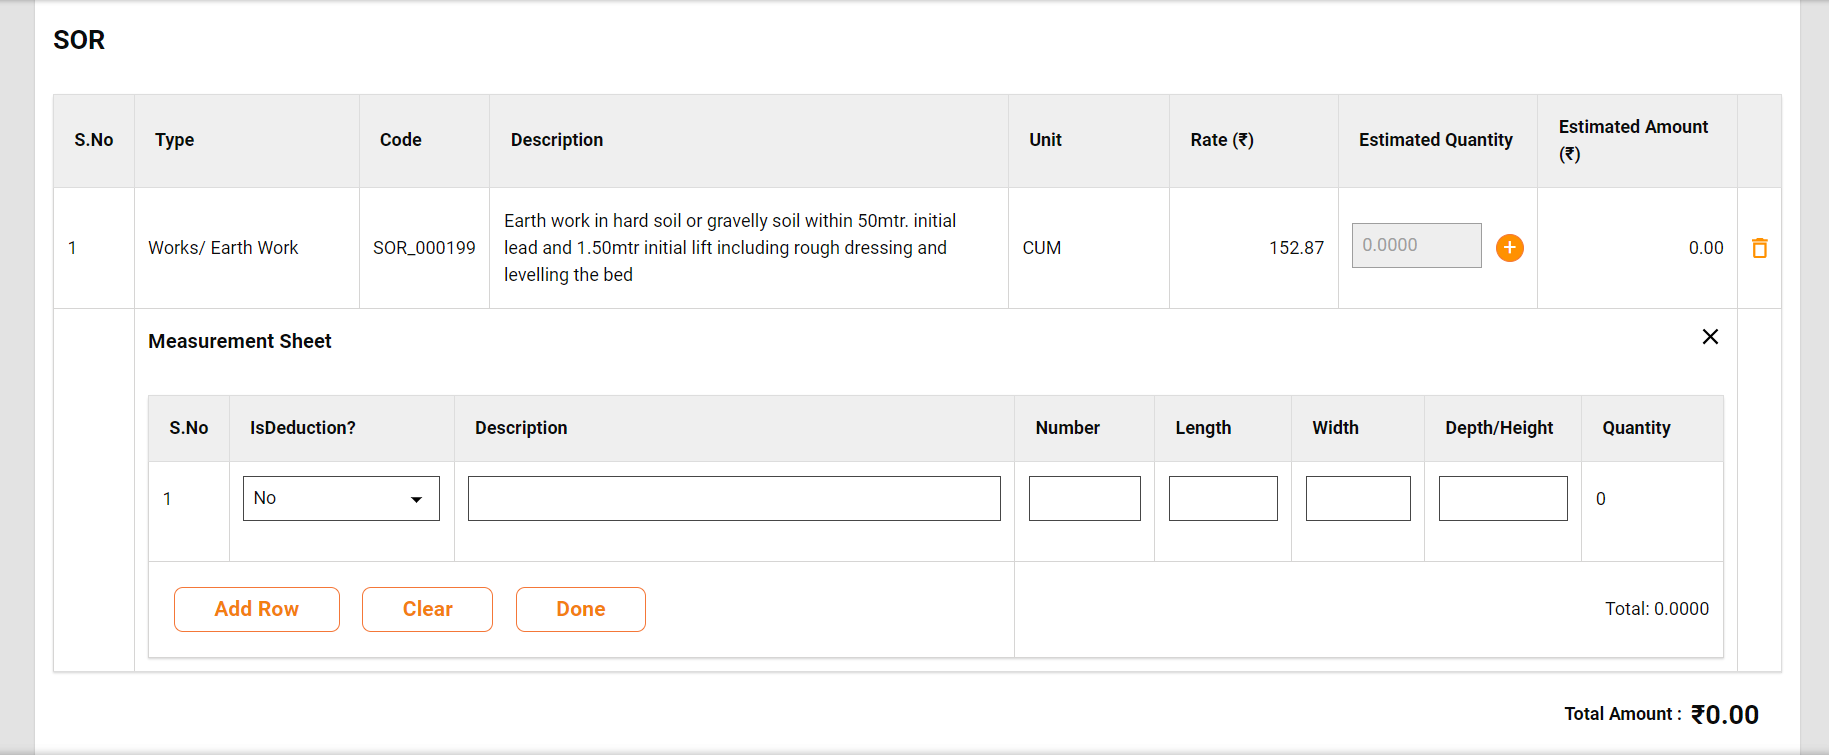 SOR
S.No Type Code Description Unit Rate (₹) Estimated Quantity Estimated Amount
(₹)
1 Works/ Earth Work SOR_000199 Earth work in hard soil or gravelly soil within 50mtr. initial
lead and 1.50mtr initial lift including rough dressing and
levelling the bed
CUM 152.87 0.0000 + 0.00
Measurement Sheet
S.No IsDeduction? Description Number Length Width Depth/Height Quantity
1 No 0
Add Row Clear Done Total: 0.0000
Total Amount : ₹0.00